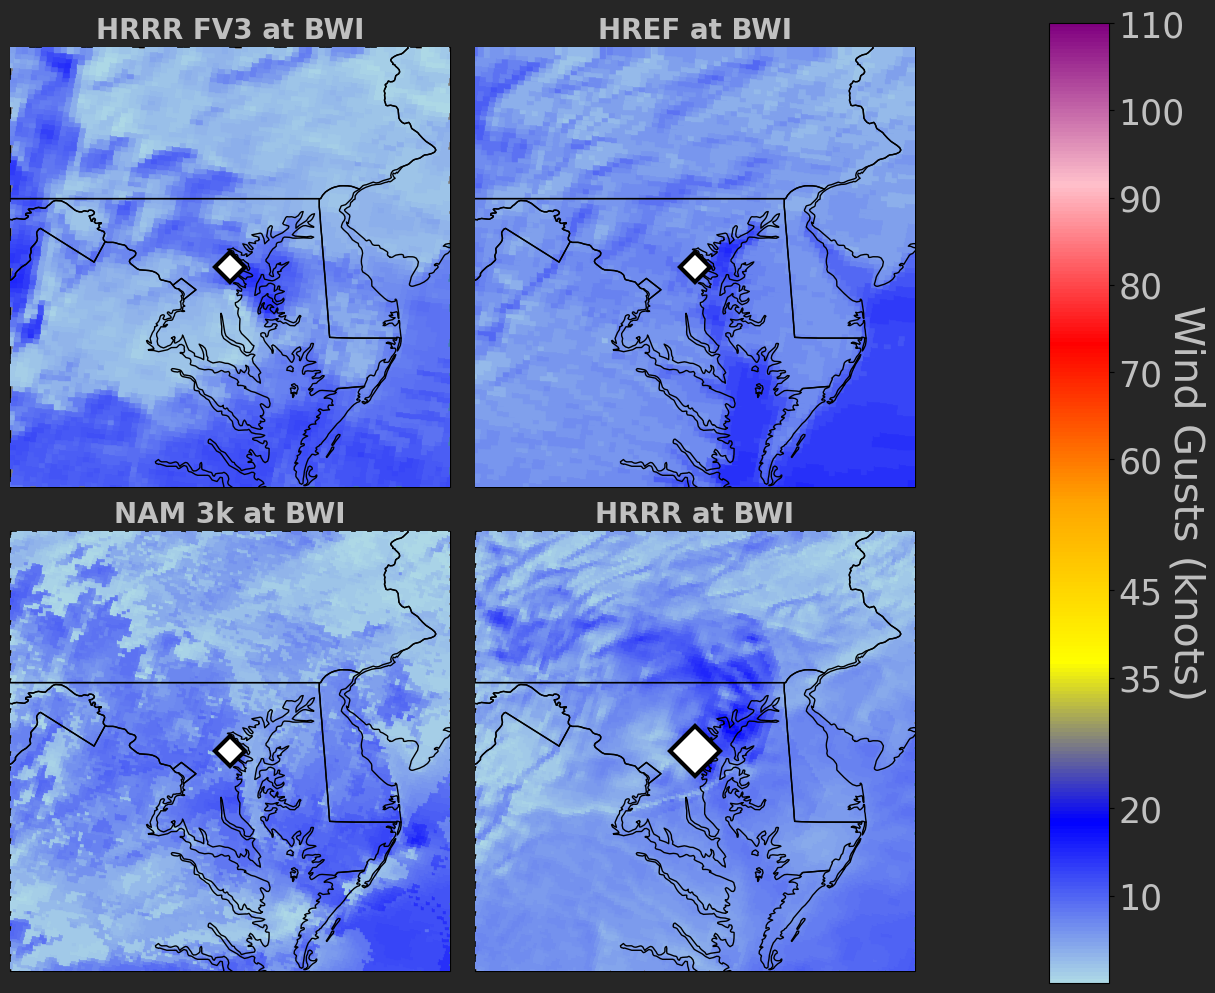 HRRR FV3 at BWI
HREF at BWI
NAM 3k at BWI
HRRR at BWI
110
100
90
80
70
60
45
35
20
10
Wind Gusts (knots)